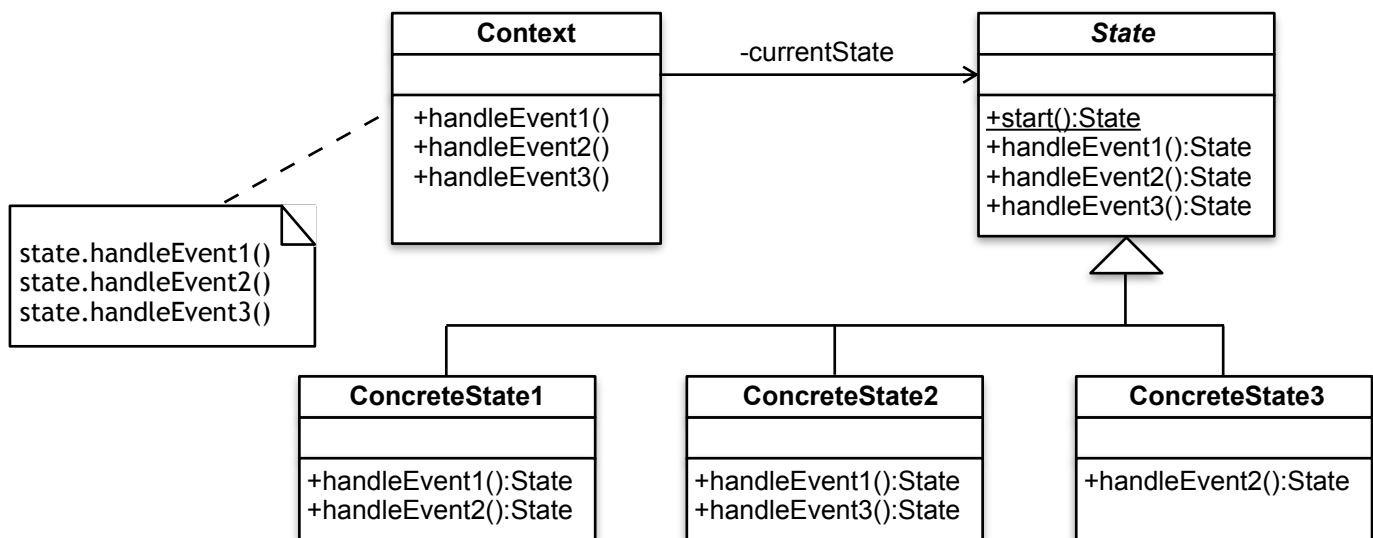 Context
-currentState
State
+handleEvent1()
+handleEvent2()
+handleEvent3()
+start():State
+handleEvent1():State
+handleEvent2():State
+handleEvent3():State
state.handleEvent1()
state.handleEvent2()
state.handleEvent3()
ConcreteState1
+handleEvent1():State
+handleEvent2():State
ConcreteState2
+handleEvent1():State
+handleEvent3():State
ConcreteState3
+handleEvent2():State